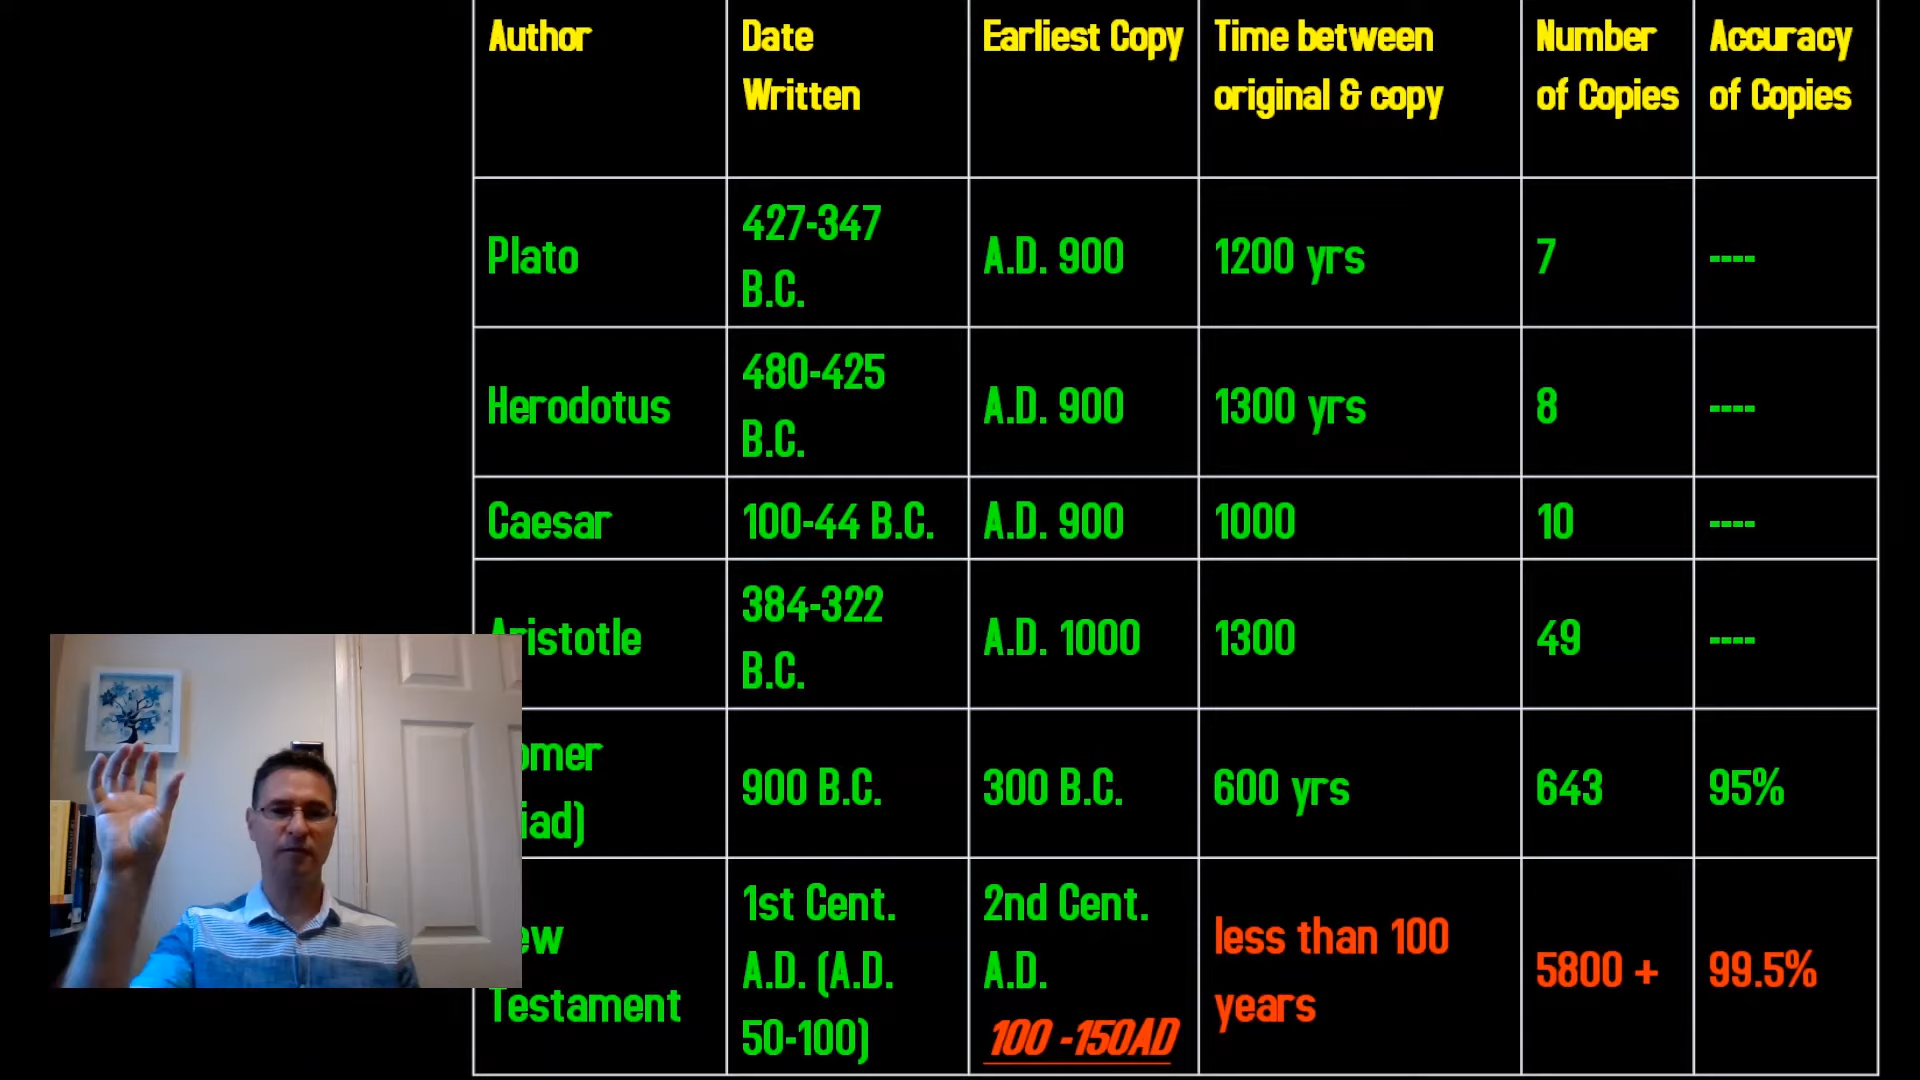 Author
Date
Written
Earliest Copy
Time between
original & copy
Number
of Copies
Accuracy
of Copies
Plato
427-347
B.C.
A.D. 900
1200 yrs
7
----
Herodotus
480-425
B.C.
A.D. 900
1300 yrs
8
----
Caesar
100-44 B.C.
A.D. 900
1000
10
----
Aristotle
384-322
B.C.
A.D. 1000
1300
49
----
omer
iad)
900 B.C.
300 B.C.
600 yrs
643
95%
ew
Testament
1st Cent.
A.D. (A.D.
50-100)
2nd Cent.
A.D.
100 -150AD
less than 100
years
5800 +
99.5%